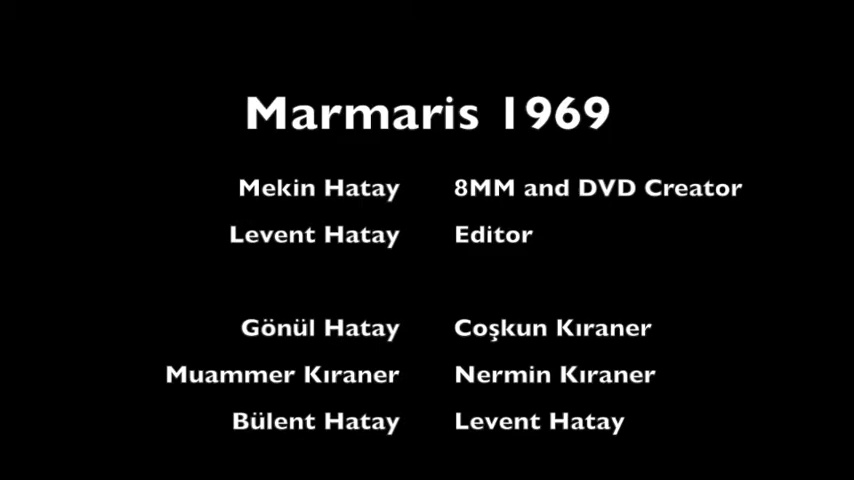 Marmaris 1969
Mekin Hatay 8MM and DVD Creator
Levent Hatay Editor
Gönül Hatay Coşkun Kıraner
Muammer Kıraner Nermin Kıraner
Bülent Hatay Levent Hatay